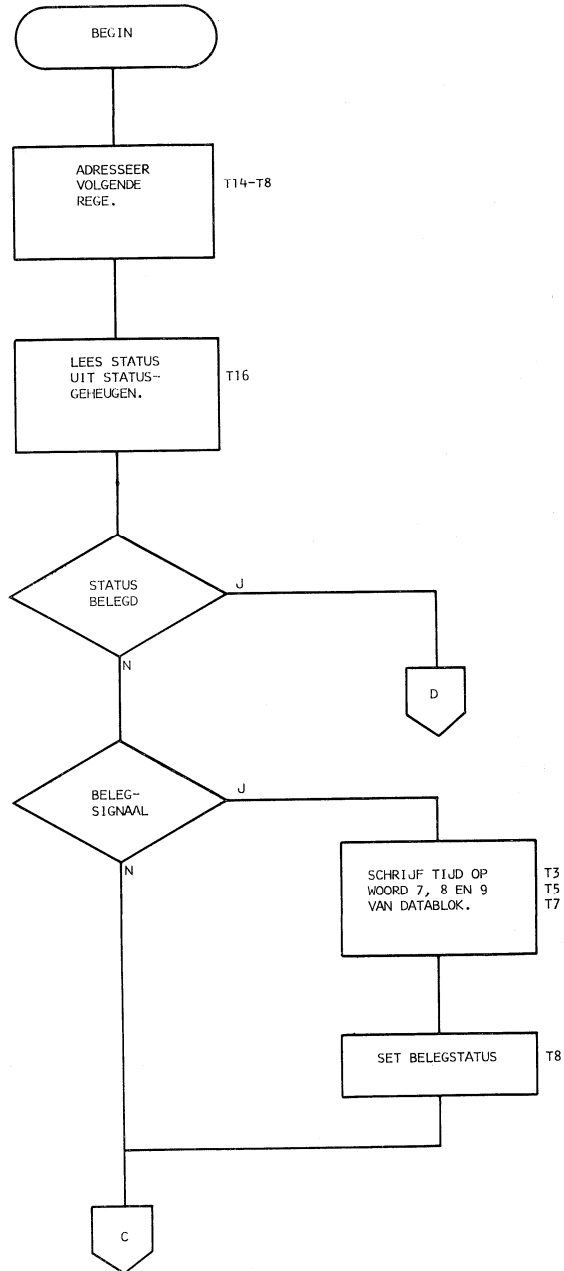 BEGIN
ADRESSEER
VOLGENDE
REGE.
T14-T8
LEES STATUS
UIT STATUS-
GEHEUGEN.
T16
STATUS
BELEGD
J
N
D
BELEG-
SIGNAAL
J
N
SCHRIJF TIJD OP
WOORD 7, 8 EN 9
VAN DATABLOK.
T3
T5
T7
SET BELEGSTATUS
T8
C